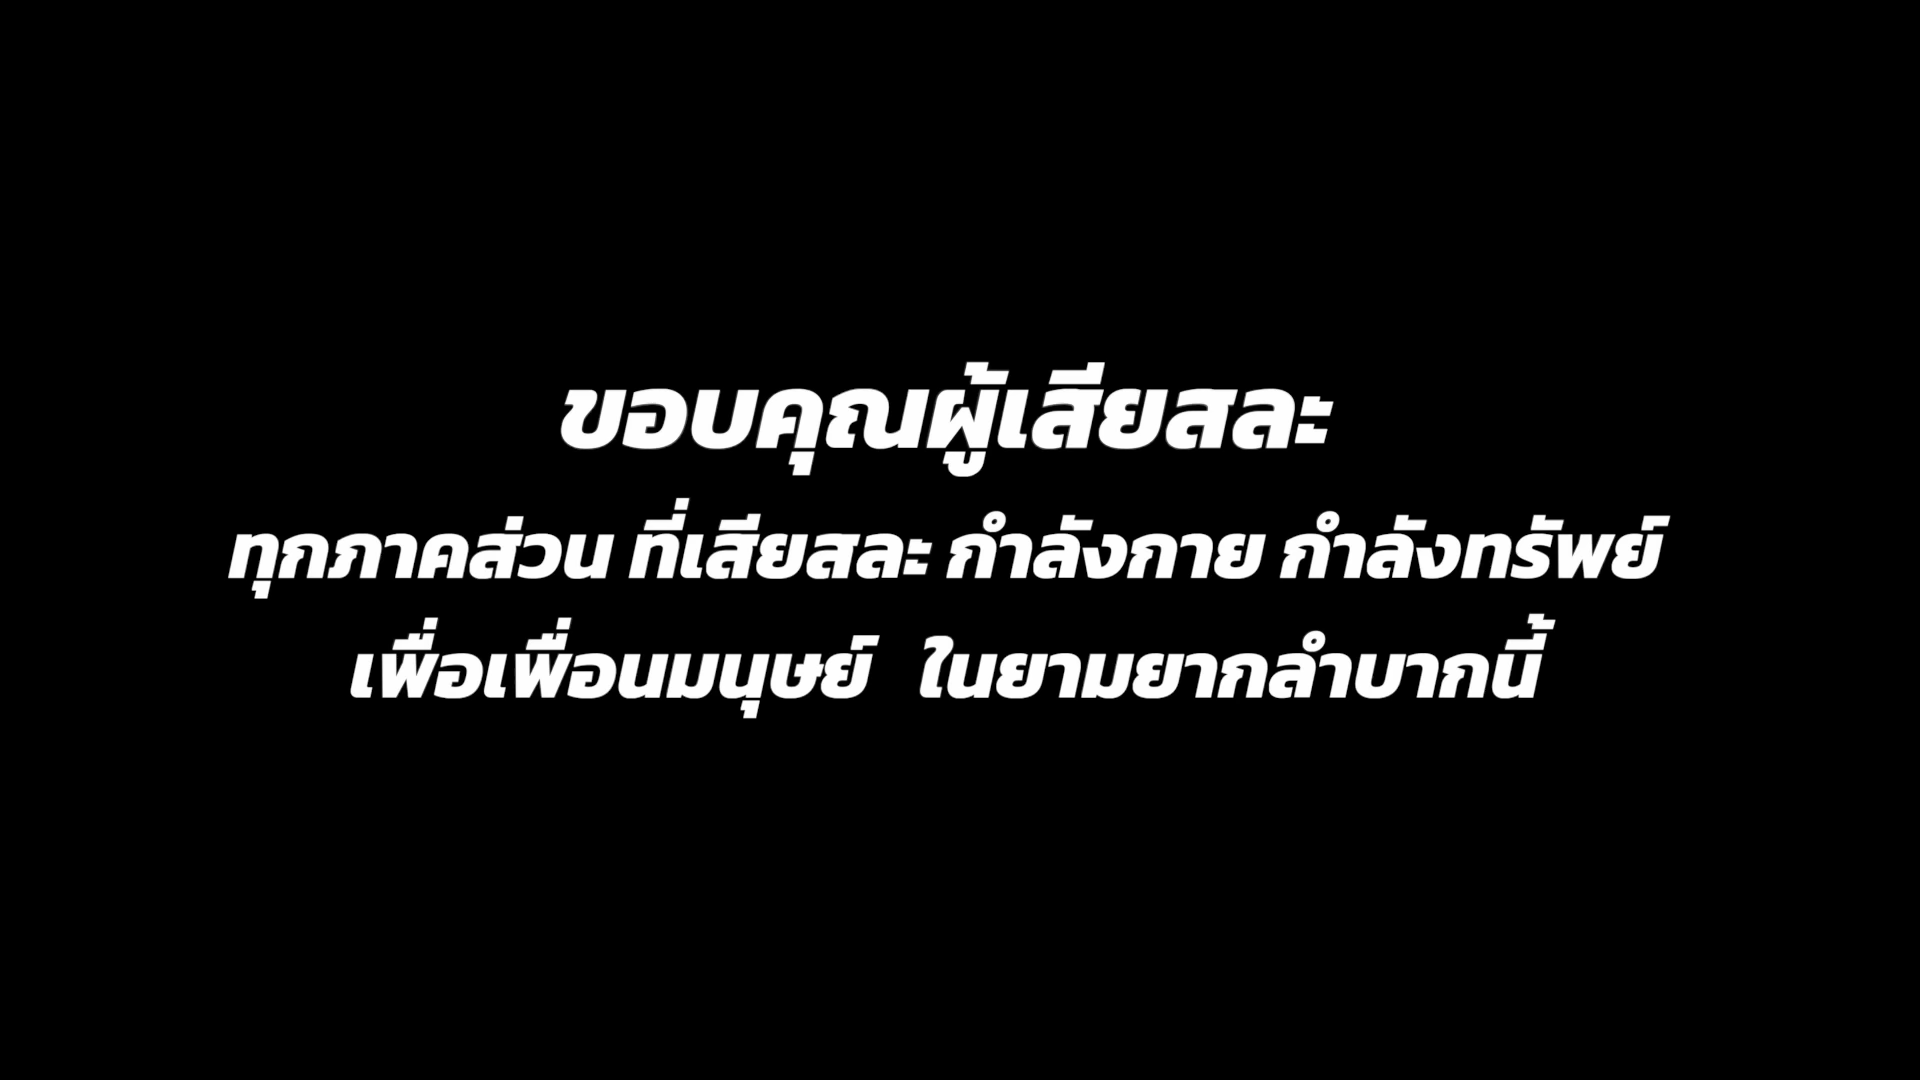 ขอบคุณผู้เสียสละ
ทุกภาคส่วน ที่เสียสละ กำลังกาย กำลังทรัพย์
เพื่อเพื่อนมนุษย์ ในยามยากลำบากนี้